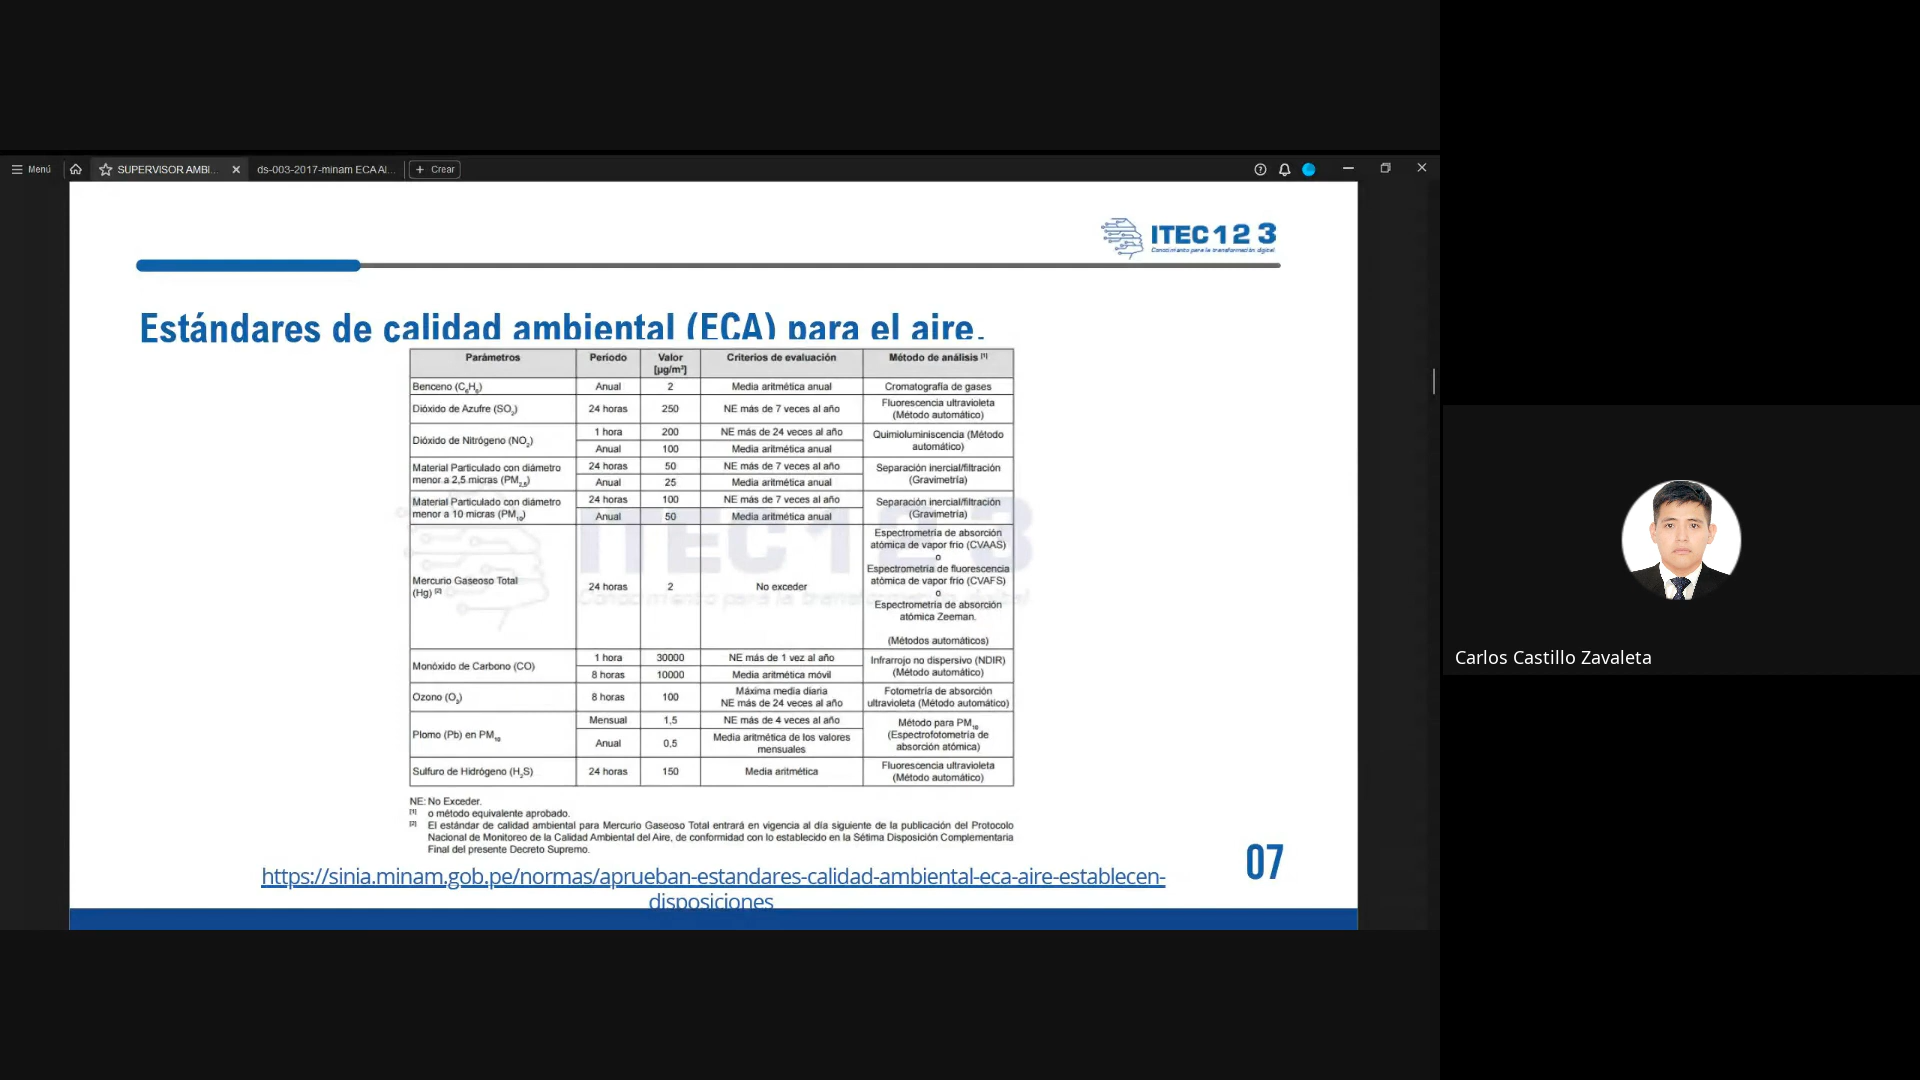 Menú
SUPERVISOR AMBI...
ds-003-2017-minam ECA AI...
Crear
ITEC 1 2 3
Conocimiento para la transformación digital
Estándares de calidad ambiental (ECA) para el aire.
Parámetros Período Valor [µg/m³] Criterios de evaluación Método de análisis [1]
Benceno (C6H6) Anual 2 Media aritmética anual Cromatografía de gases
Dióxido de Azufre (SO2) 24 horas 250 NE más de 7 veces al año Fluorescencia ultravioleta (Método automático)
Dióxido de Nitrógeno (NO2) 1 hora 200 NE más de 24 veces al año Quimioluminiscencia (Método automático)
Anual 100 Media aritmética anual
Material Particulado con diámetro menor a 2,5 micras (PM2,5) 24 horas 50 NE más de 7 veces al año Separación inercial/filtración (Gravimetría)
Anual 25 Media aritmética anual
Material Particulado con diámetro menor a 10 micras (PM10) 24 horas 100 NE más de 7 veces al año Separación inercial/filtración (Gravimetría)
Anual 50 Media aritmética anual
Mercurio Gaseoso Total (Hg) [2] 24 horas 2 No exceder Espectrometría de absorción atómica de vapor frío (CVAAS) o Espectrometría de fluorescencia atómica de vapor frío (CVAFS) o Espectrometría de absorción atómica Zeeman. (Métodos automáticos)
Monóxido de Carbono (CO) 1 hora 30000 NE más de 1 vez al año Infrarrojo no dispersivo (NDIR) (Método automático)
8 horas 10000 Media aritmética móvil
Ozono (O3) 8 horas 100 Máxima media diaria NE más de 24 veces al año Fotometría de absorción ultravioleta (Método automático)
Plomo (Pb) en PM10 Mensual 1,5 NE más de 4 veces al año Método para PM10 (Espectrofotometría de absorción atómica)
Anual 0,5 Media aritmética de los valores mensuales
Sulfuro de Hidrógeno (H2S) 24 horas 150 Media aritmética Fluorescencia ultravioleta (Método automático)
ITEC 1 2 3
Conocimiento para la transformación digital
NE: No Exceder.
[1] o método equivalente aprobado.
[2] El estándar de calidad ambiental para Mercurio Gaseoso Total entrará en vigencia al día siguiente de la publicación del Protocolo
Nacional de Monitoreo de la Calidad Ambiental del Aire, de conformidad con lo establecido en la Sétima Disposición Complementaria
Final del presente Decreto Supremo.
https://sinia.minam.gob.pe/normas/aprueban-estandares-calidad-ambiental-eca-aire-establecen-
disposiciones
07
Carlos Castillo Zavaleta